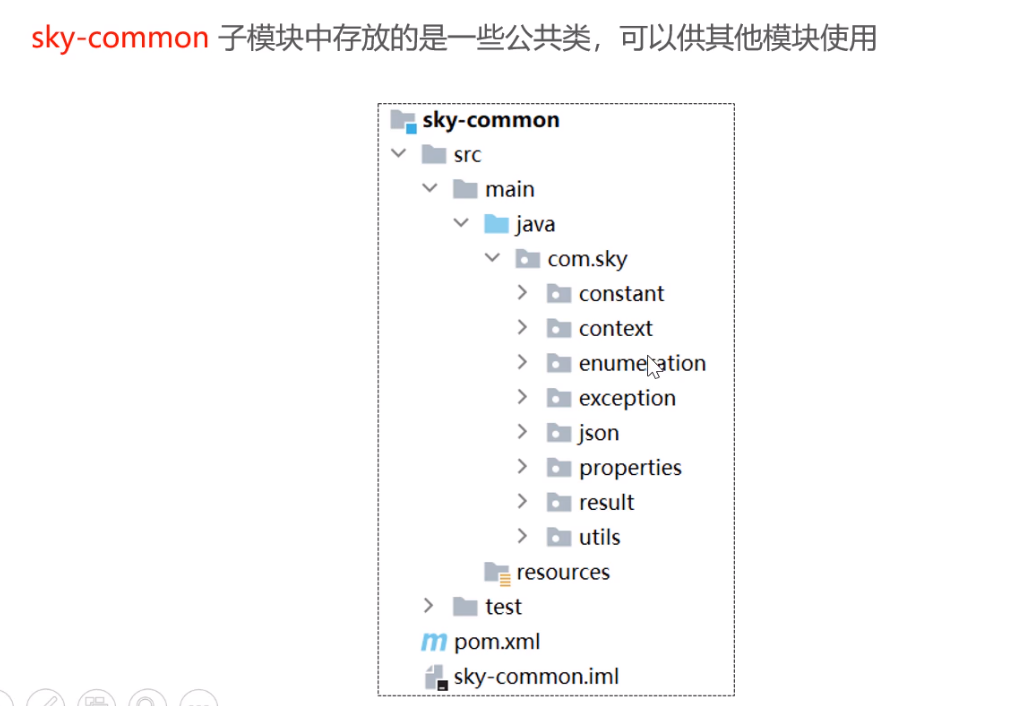 sky-common 子模块中存放的是一些公共类，可以供其他模块使用
sky-common
src
main
java
com.sky
constant
context
enumeration
exception
json
properties
result
utils
resources
test
pom.xml
sky-common.iml